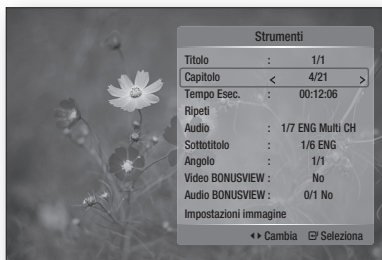 Strumenti
Titolo : 1/1
Capitolo < 4/21 >
Tempo Esec. : 00:12:06
Ripeti
Audio : 1/7 ENG Multi CH
Sottotitolo : 1/6 ENG
Angolo : 1/1
Video BONUSVIEW : No
Audio BONUSVIEW : 0/1 No
Impostazioni immagine
Cambia Seleziona